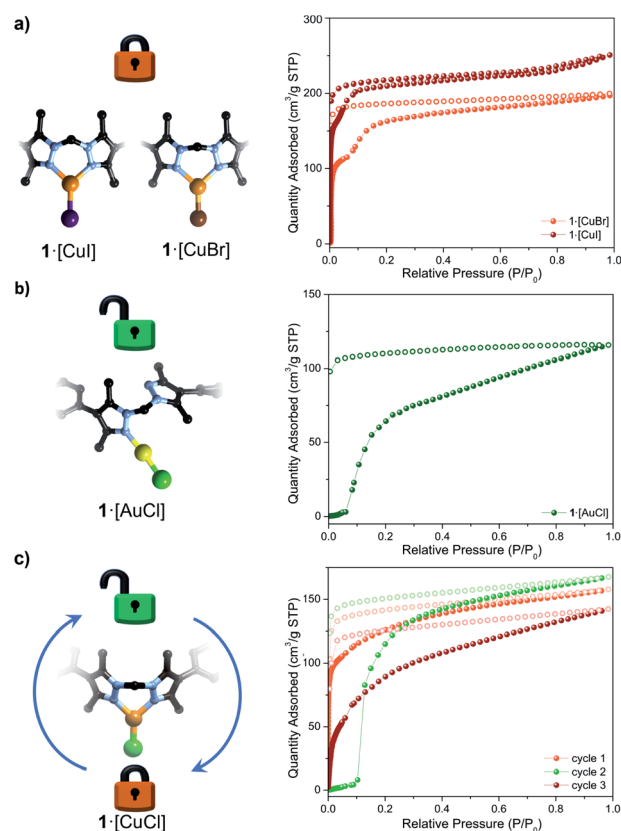 a)
1·[CuI]
1·[CuBr]
Quantity Adsorbed (cm³/g STP)
300
200
100
0
0.0 0.2 0.4 0.6 0.8 1.0
Relative Pressure (P/P₀)
1·[CuBr]
1·[CuI]
b)
1·[AuCl]
Quantity Adsorbed (cm³/g STP)
150
100
50
0
0.0 0.2 0.4 0.6 0.8 1.0
Relative Pressure (P/P₀)
1·[AuCl]
c)
1·[CuCl]
Quantity Adsorbed (cm³/g STP)
150
100
50
0
0.0 0.2 0.4 0.6 0.8 1.0
Relative Pressure (P/P₀)
cycle 1
cycle 2
cycle 3